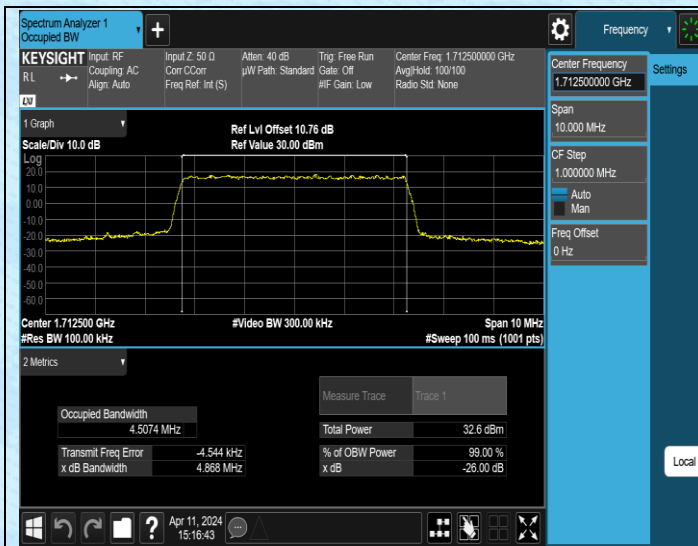 Spectrum Analyzer 1
Occupied BW
Frequency
KEYSIGHT
R L
LXI
Input: RF
Coupling: AC
Align: Auto
Input Z: 50 Ω
Corr CCorr
Freq Ref: Int (S)
Atten: 40 dB
µW Path: Standard
Trig: Free Run
Gate: Off
#IF Gain: Low
Center Freq: 1.712500000 GHz
Avg|Hold: 100/100
Radio Std: None
Center Frequency
1.712500000 GHz
Settings
Span
10.000 MHz
CF Step
1.000000 MHz
Auto
Man
Freq Offset
0 Hz
1 Graph
Scale/Div 10.0 dB
Ref Lvl Offset 10.76 dB
Ref Value 30.00 dBm
Log
20.0
10.0
0.00
-10.0
-20.0
-30.0
-40.0
-50.0
-60.0
Center 1.712500 GHz
#Video BW 300.00 kHz
Span 10 MHz
#Res BW 100.00 kHz
#Sweep 100 ms (1001 pts)
2 Metrics
Measure Trace
Trace 1
Occupied Bandwidth
4.5074 MHz
Total Power
32.6 dBm
Transmit Freq Error
-4.544 kHz
% of OBW Power
99.00 %
x dB Bandwidth
4.868 MHz
x dB
-26.00 dB
Local
?
Apr 11, 2024
15:16:43